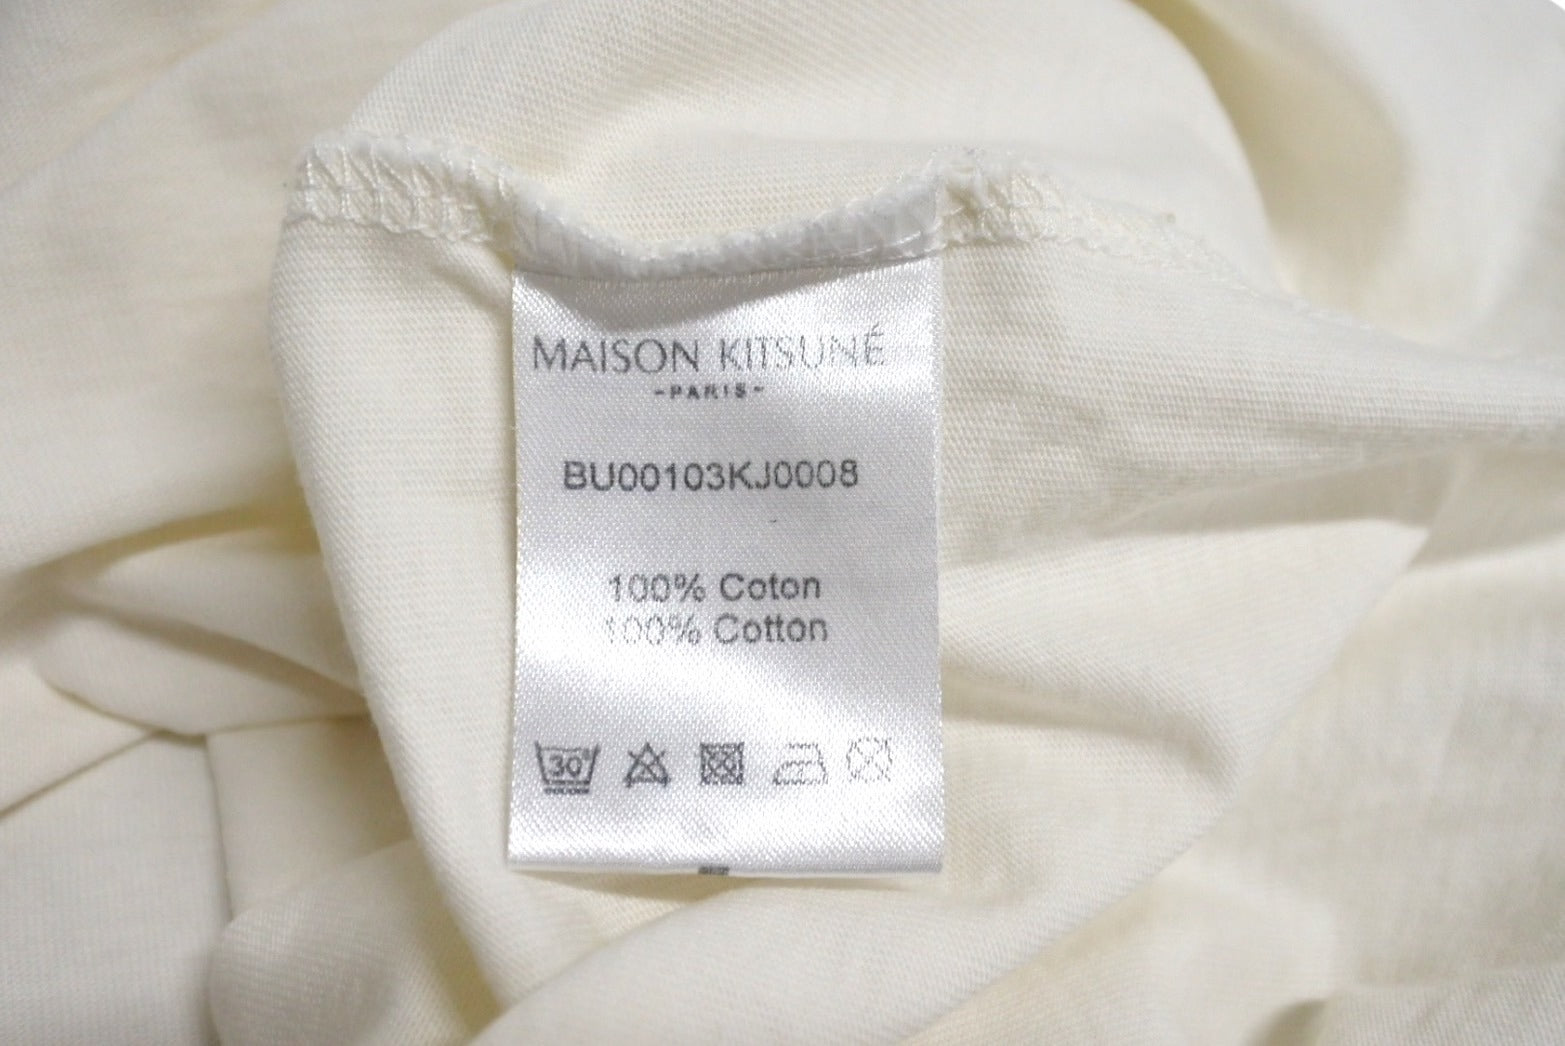 MAISON KITSUNÉ
-PARIS-
BU00103KJ0008
100% Coton
100% Cotton
30